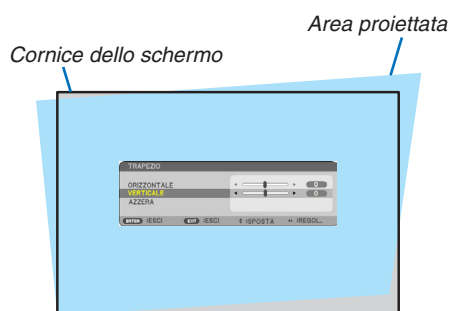 Area proiettata
Cornice dello schermo
TRAPEZIO
ORIZZONTALE 0
VERTICALE 0
AZZERA
ENTER :ESCI EXIT :ESCI ⬍ :SPOSTA ↔ :REGOL.